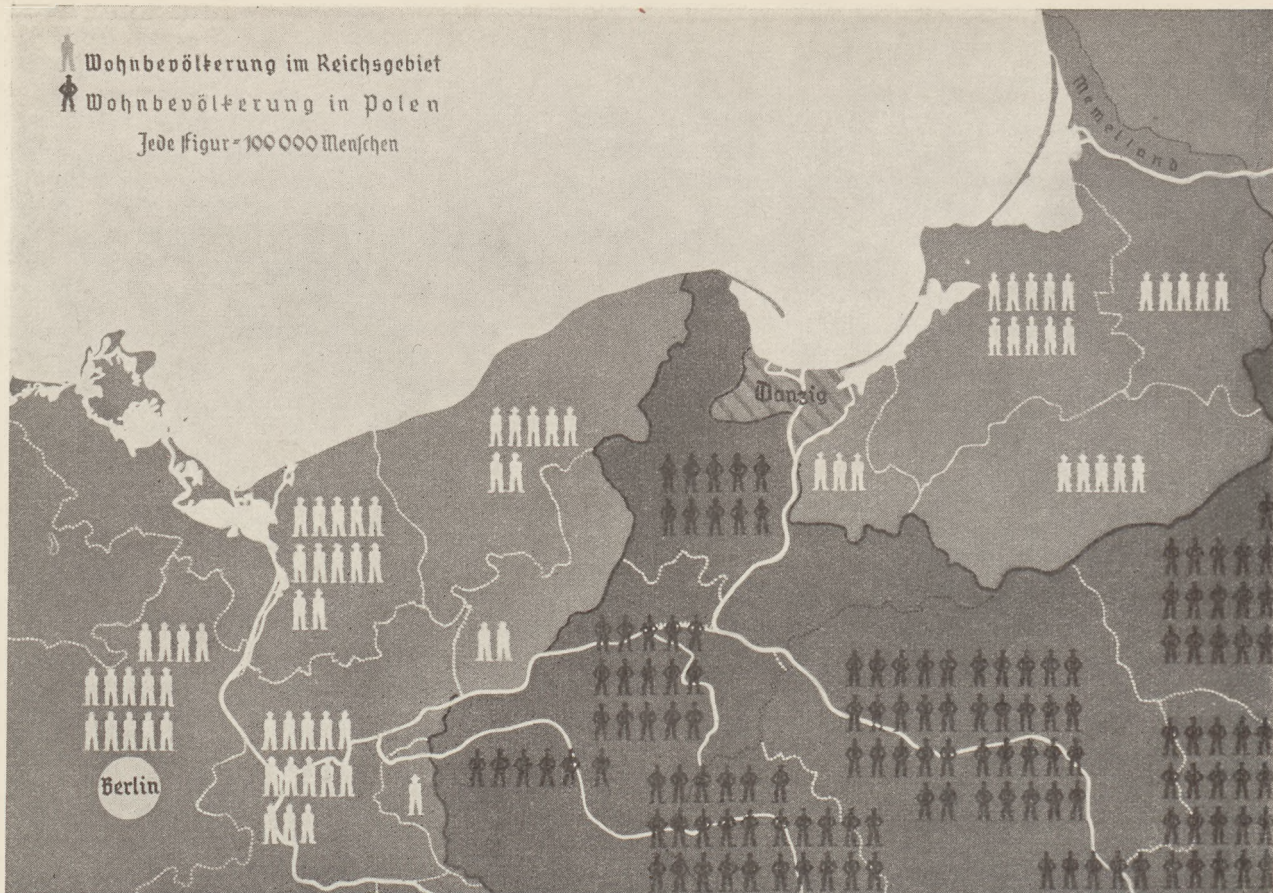 Wohnbevölkerung im Reichsgebiet
Wohnbevölkerung in Polen
Jede Figur = 100 000 Menschen
Memelland
Danzig
Berlin